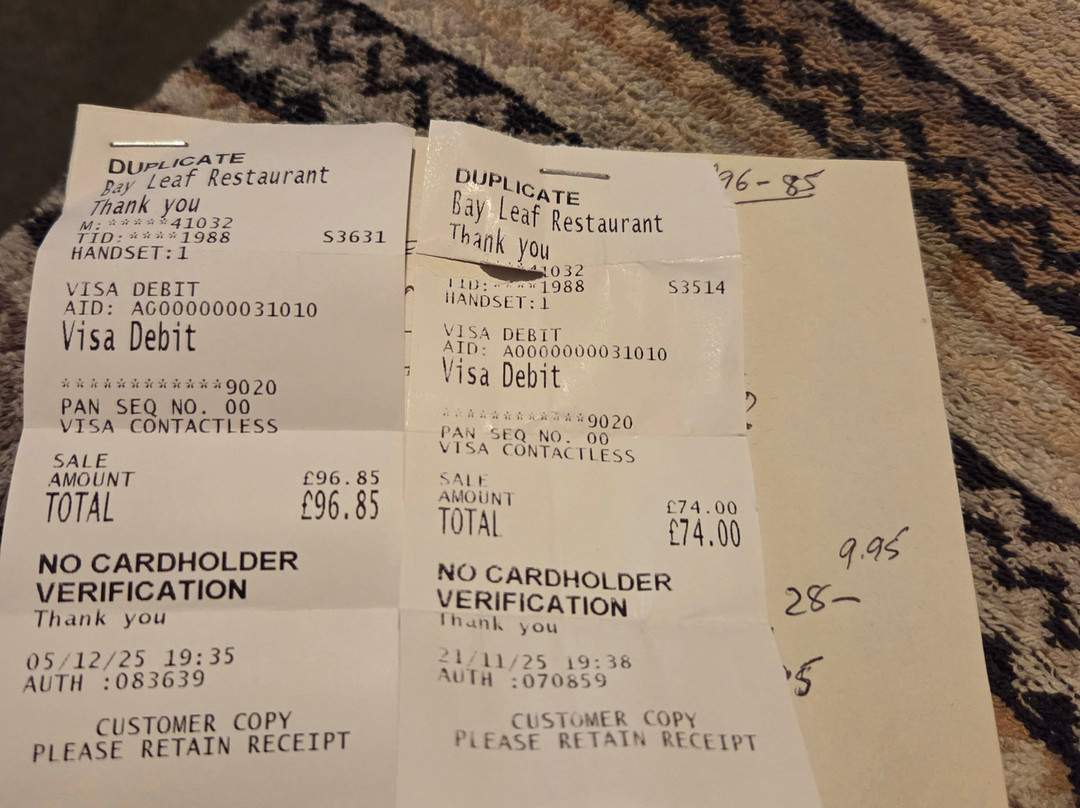 DUPLICATE
Bay Leaf Restaurant
Thank you
M: *****41032
TID:****1988 S3631
HANDSET:1
VISA DEBIT
AID: A0000000031010
Visa Debit
************9020
PAN SEQ NO. 00
VISA CONTACTLESS
SALE
AMOUNT £96.85
TOTAL £96.85
NO CARDHOLDER
VERIFICATION
Thank you
05/12/25 19:35
AUTH :083639
CUSTOMER COPY
PLEASE RETAIN RECEIPT
DUPLICATE
Bay Leaf Restaurant
Thank you
41032
TID:****1988 S3514
HANDSET:1
VISA DEBIT
AID: A0000000031010
Visa Debit
************9020
PAN SEQ NO. 00
VISA CONTACTLESS
SALE
AMOUNT £74.00
TOTAL £74.00
NO CARDHOLDER
VERIFICATION
Thank you
21/11/25 19:38
AUTH :070859
CUSTOMER COPY
PLEASE RETAIN RECEIPT
96-85
9.95
28-
5